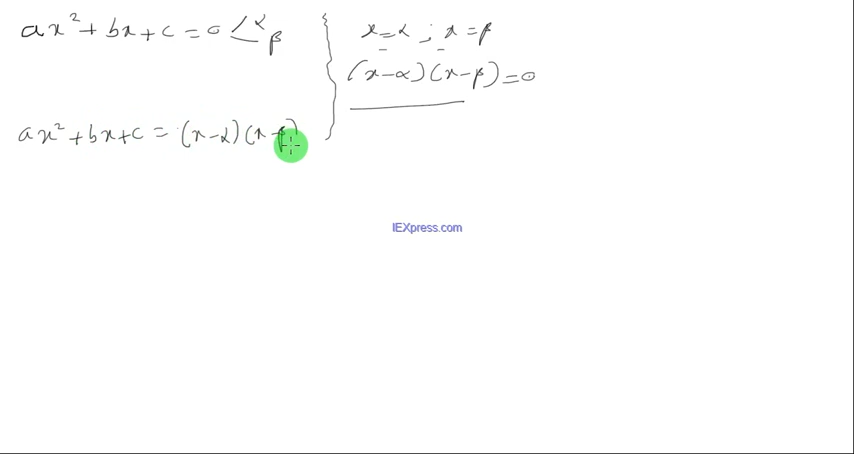 ax² + bx + c = 0 < α β
x = α ; x = β
(x-α)(x-β) = 0
ax² + bx + c = (x-α)(x-β)
IEXpress.com